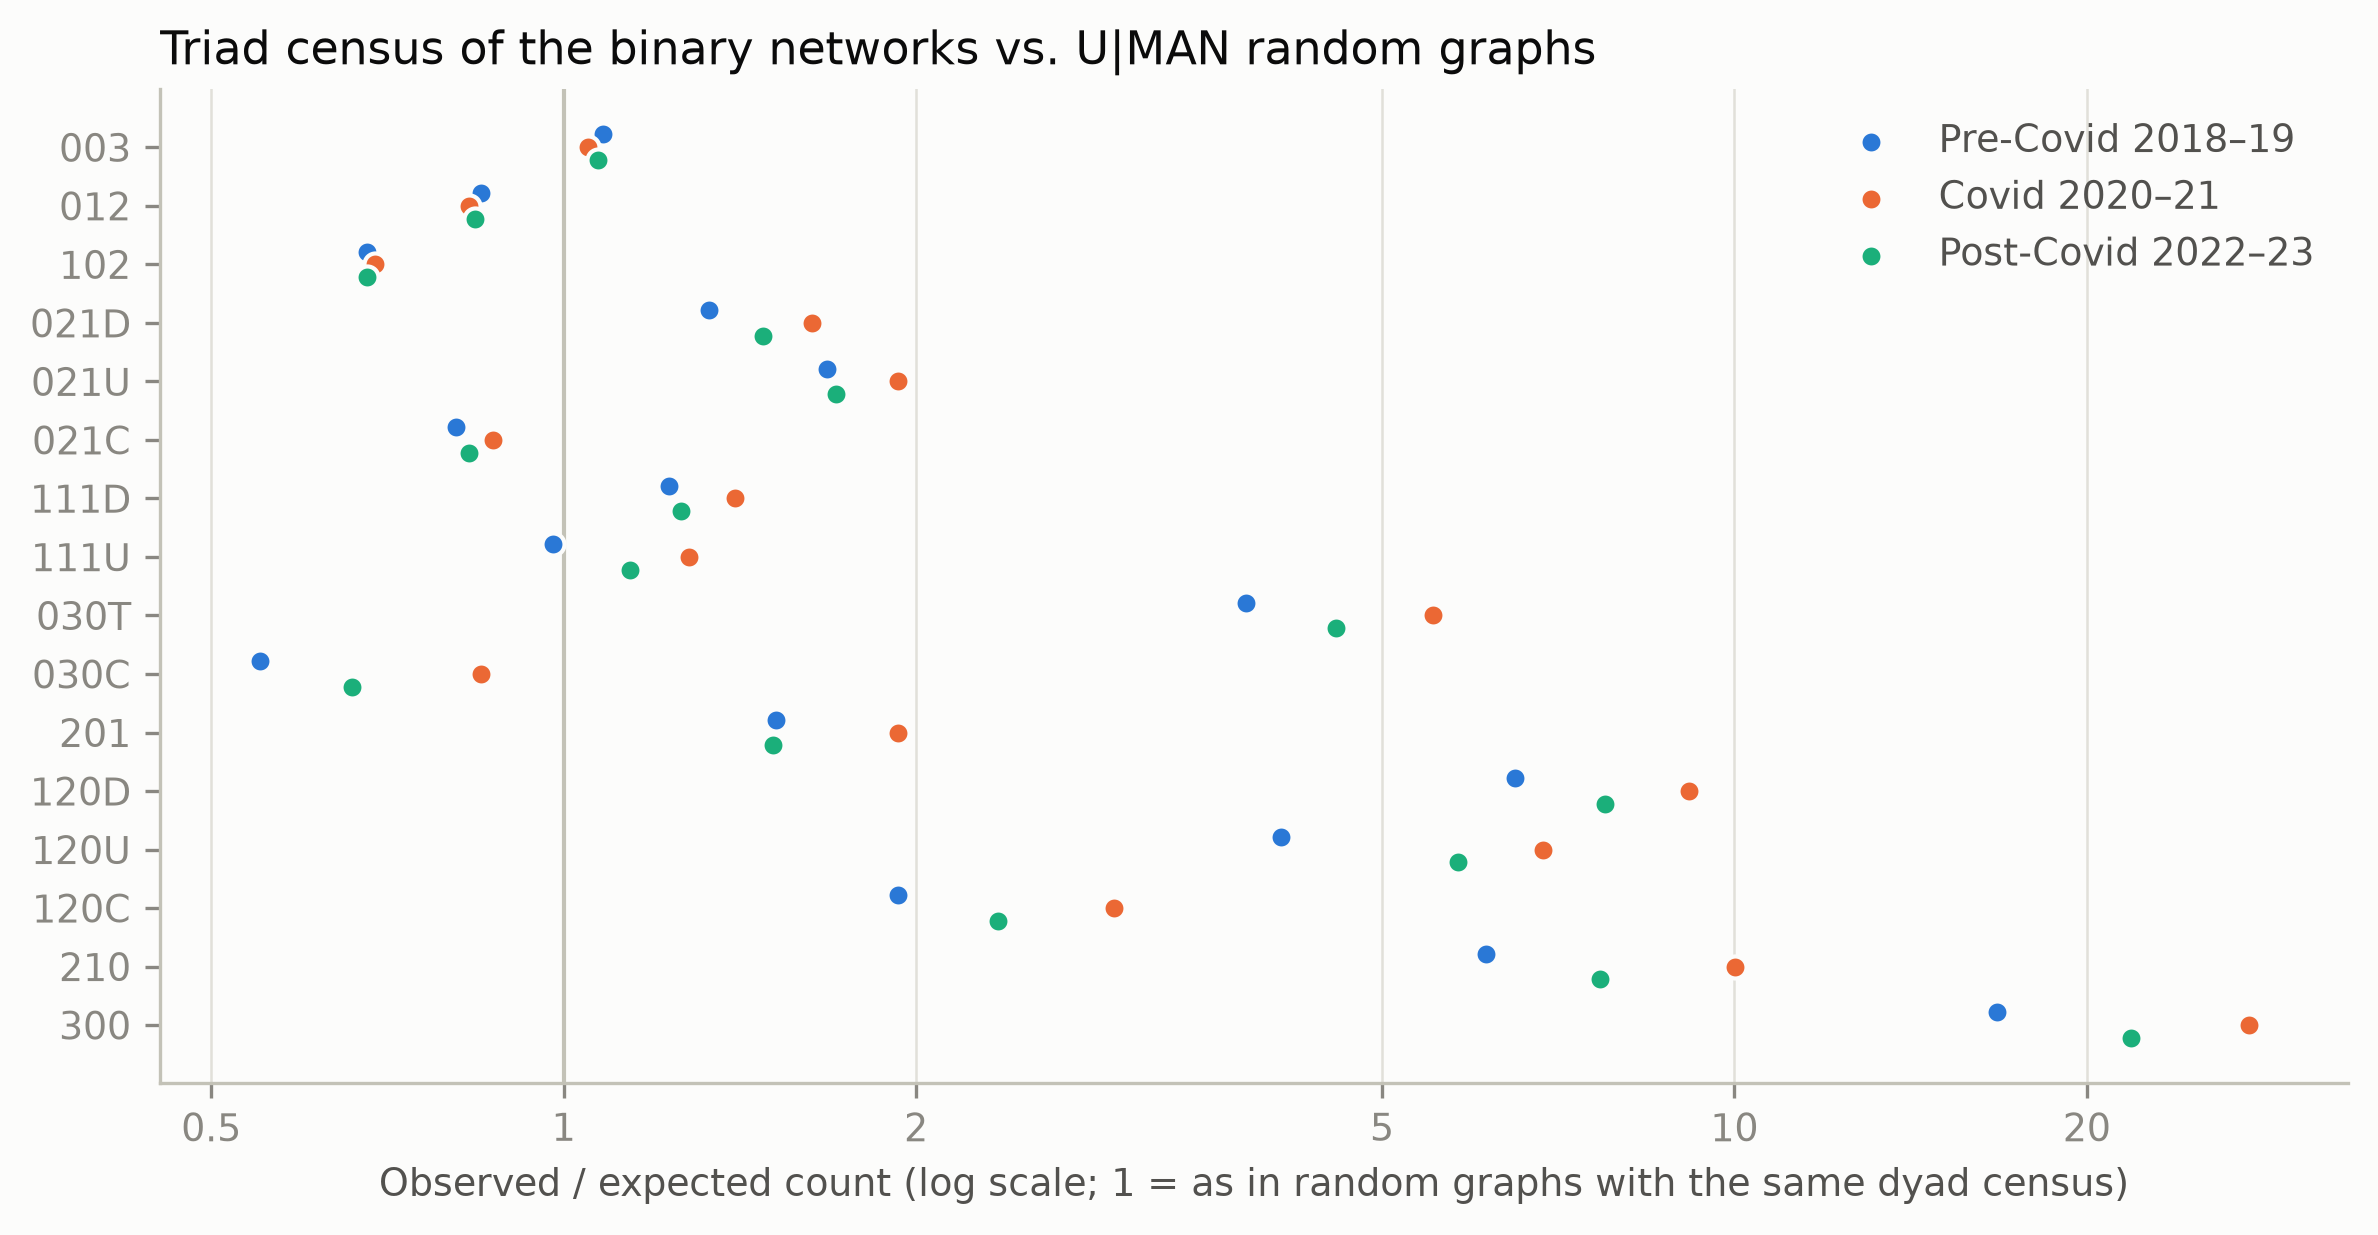 Triad census of the binary networks vs. U|MAN random graphs
Pre-Covid 2018–19
Covid 2020–21
Post-Covid 2022–23
003
012
102
021D
021U
021C
111D
111U
030T
030C
201
120D
120U
120C
210
300
0.5 1 2 5 10 20
Observed / expected count (log scale; 1 = as in random graphs with the same dyad census)